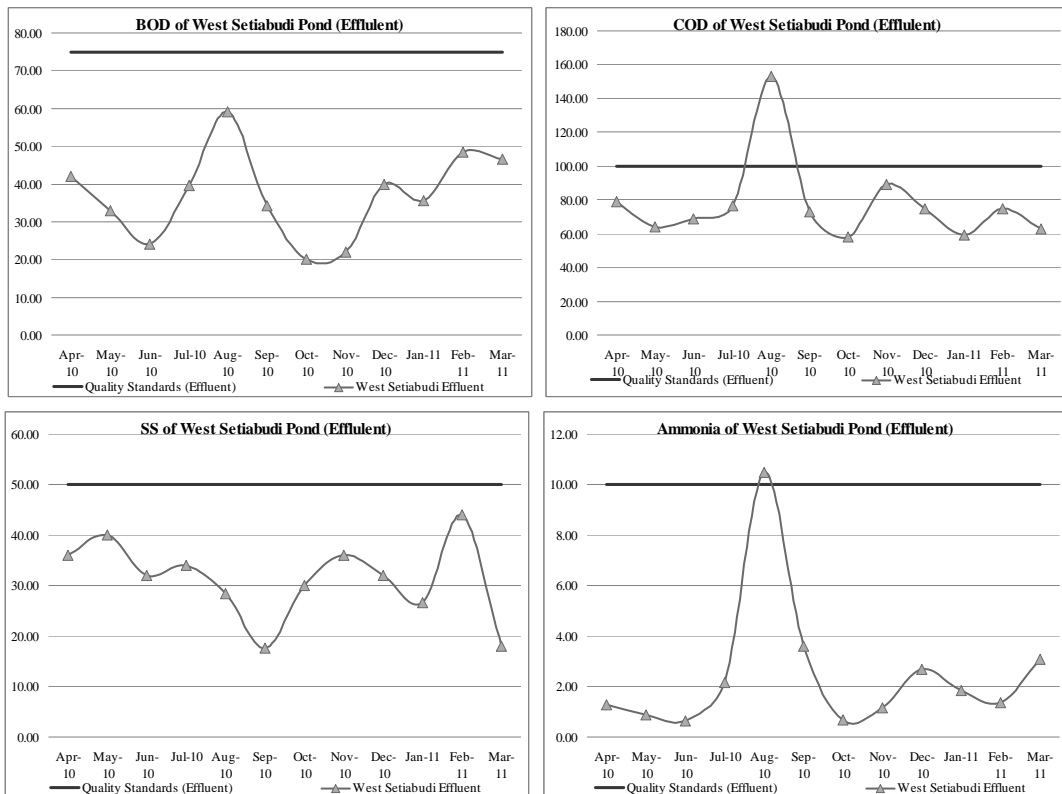 BOD of West Setiabudi Pond (Efflulent)
80.00
70.00
60.00
50.00
40.00
30.00
20.00
10.00
0.00
Apr-10 May-10 Jun-10 Jul-10 Aug-10 Sep-10 Oct-10 Nov-10 Dec-10 Jan-11 Feb-11 Mar-11
Quality Standards (Effluent) West Setiabudi Effluent
COD of West Setiabudi Pond (Efflulent)
180.00
160.00
140.00
120.00
100.00
80.00
60.00
40.00
20.00
0.00
Apr-10 May-10 Jun-10 Jul-10 Aug-10 Sep-10 Oct-10 Nov-10 Dec-10 Jan-11 Feb-11 Mar-11
Quality Standards (Effluent) West Setiabudi Effluent
SS of West Setiabudi Pond (Efflulent)
60.00
50.00
40.00
30.00
20.00
10.00
0.00
Apr-10 May-10 Jun-10 Jul-10 Aug-10 Sep-10 Oct-10 Nov-10 Dec-10 Jan-11 Feb-11 Mar-11
Quality Standards (Effluent) West Setiabudi Effluent
Ammonia of West Setiabudi Pond (Efflulent)
12.00
10.00
8.00
6.00
4.00
2.00
0.00
Apr-10 May-10 Jun-10 Jul-10 Aug-10 Sep-10 Oct-10 Nov-10 Dec-10 Jan-11 Feb-11 Mar-11
Quality Standards (Effluent) West Setiabudi Effluent